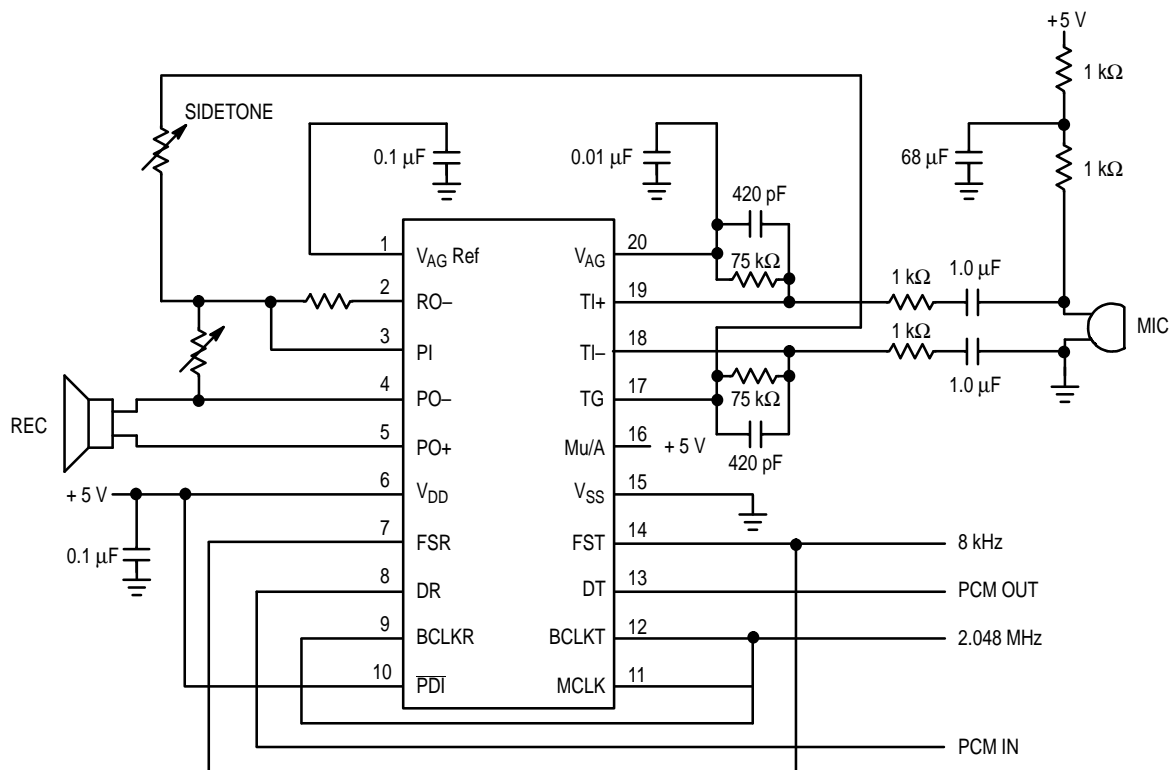 +5 V
1 kΩ
SIDETONE
0.1 µF
0.01 µF
68 µF
1 kΩ
420 pF
1 VAG Ref
VAG 20
75 kΩ
1 kΩ
1.0 µF
2 RO–
TI+ 19
MIC
3 PI
TI– 18
1 kΩ
1.0 µF
4 PO–
TG 17
75 kΩ
REC
5 PO+
Mu/A 16
+ 5 V
420 pF
+ 5 V
6 VDD
VSS 15
7 FSR
FST 14
8 kHz
0.1 µF
8 DR
DT 13
PCM OUT
9 BCLKR
BCLKT 12
2.048 MHz
10 PDI
MCLK 11
PCM IN